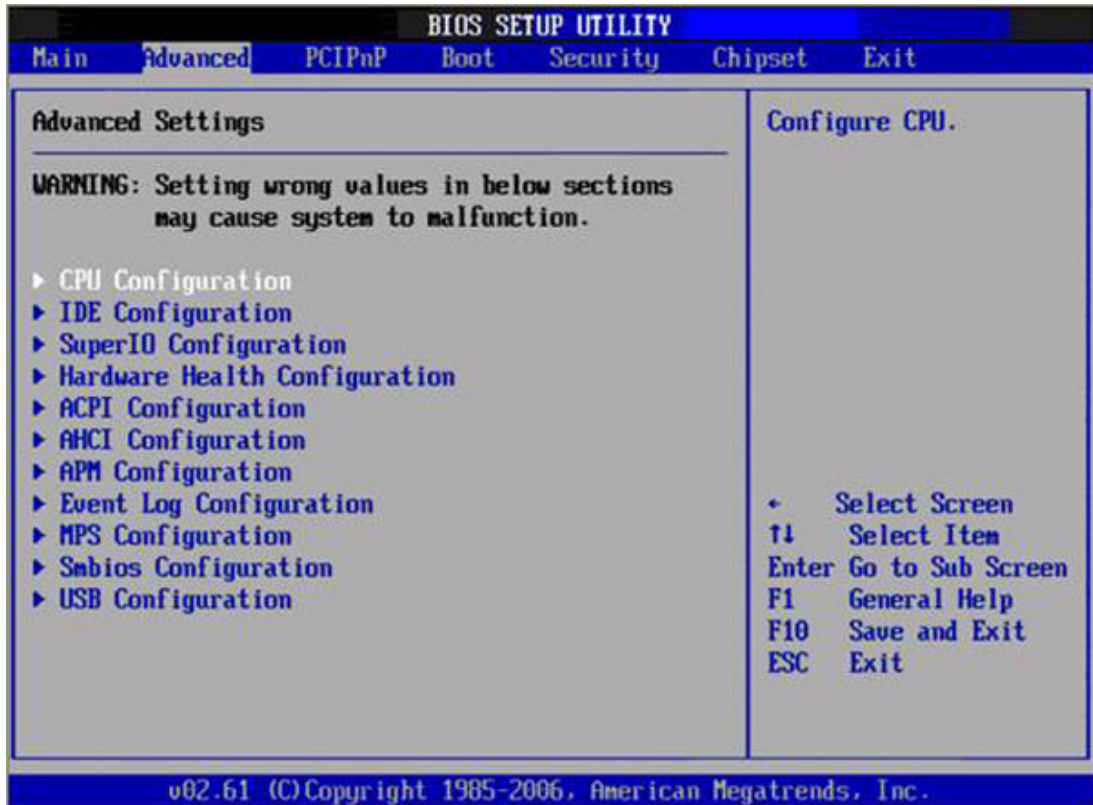 BIOS SETUP UTILITY
Main Advanced PCIPnP Boot Security Chipset Exit
Advanced Settings
WARNING: Setting wrong values in below sections
may cause system to malfunction.
▶ CPU Configuration
▶ IDE Configuration
▶ SuperIO Configuration
▶ Hardware Health Configuration
▶ ACPI Configuration
▶ AHCI Configuration
▶ APM Configuration
▶ Event Log Configuration
▶ MPS Configuration
▶ Smbios Configuration
▶ USB Configuration
Configure CPU.
← Select Screen
↑↓ Select Item
Enter Go to Sub Screen
F1 General Help
F10 Save and Exit
ESC Exit
v02.61 (C)Copyright 1985-2006, American Megatrends, Inc.